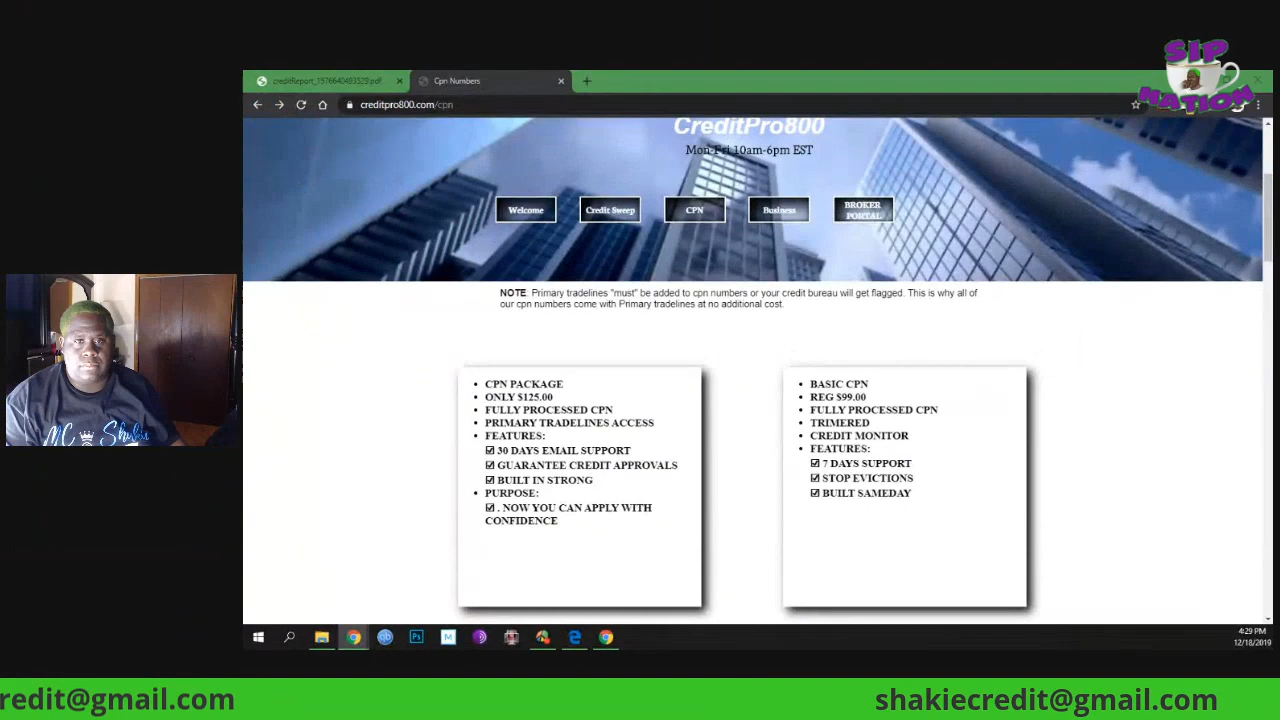 SIP
NATION
creditReport_1576640493329.pdf
Cpn Numbers
creditpro800.com/cpn
CreditPro800
Mon-Fri 10am-6pm EST
Welcome
Credit Sweep
CPN
Business
BROKER
PORTAL
NOTE: Primary tradelines "must" be added to cpn numbers or your credit bureau will get flagged. This is why all of
our cpn numbers come with Primary tradelines at no additional cost.
• CPN PACKAGE
• ONLY $125.00
• FULLY PROCESSED CPN
• PRIMARY TRADELINES ACCESS
• FEATURES:
☑ 30 DAYS EMAIL SUPPORT
☑ GUARANTEE CREDIT APPROVALS
☑ BUILT IN STRONG
• PURPOSE:
☑ . NOW YOU CAN APPLY WITH
CONFIDENCE
• BASIC CPN
• REG $99.00
• FULLY PROCESSED CPN
• TRIMERED
• CREDIT MONITOR
• FEATURES:
☑ 7 DAYS SUPPORT
☑ STOP EVICTIONS
☑ BUILT SAMEDAY
MC Shakie
Ps
M
4:29 PM
12/18/2019
redit@gmail.com
shakiecredit@gmail.com